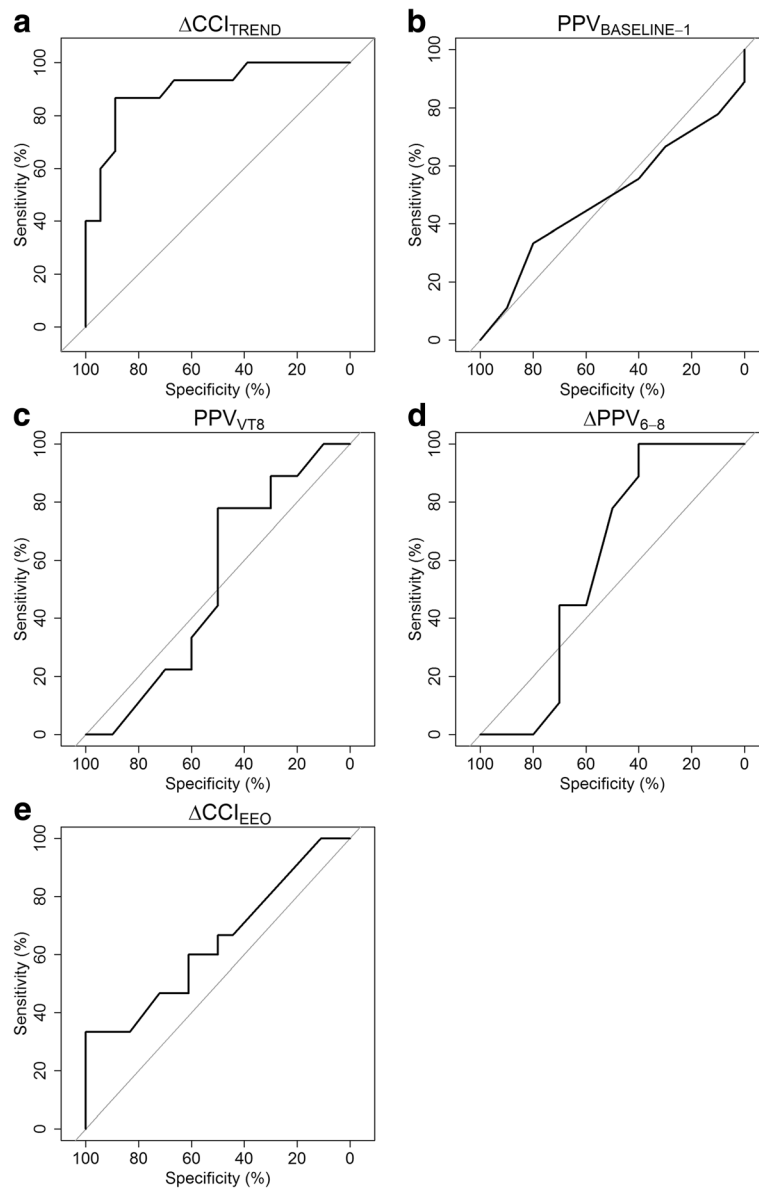 a
ΔCCI_TREND
Sensitivity (%)
0 20 40 60 80 100
100 80 60 40 20 0
Specificity (%)
b
PPV_BASELINE–1
Sensitivity (%)
0 20 40 60 80 100
100 80 60 40 20 0
Specificity (%)
c
PPV_VT8
Sensitivity (%)
0 20 40 60 80 100
100 80 60 40 20 0
Specificity (%)
d
ΔPPV_6–8
Sensitivity (%)
0 20 40 60 80 100
100 80 60 40 20 0
Specificity (%)
e
ΔCCI_EEO
Sensitivity (%)
0 20 40 60 80 100
100 80 60 40 20 0
Specificity (%)